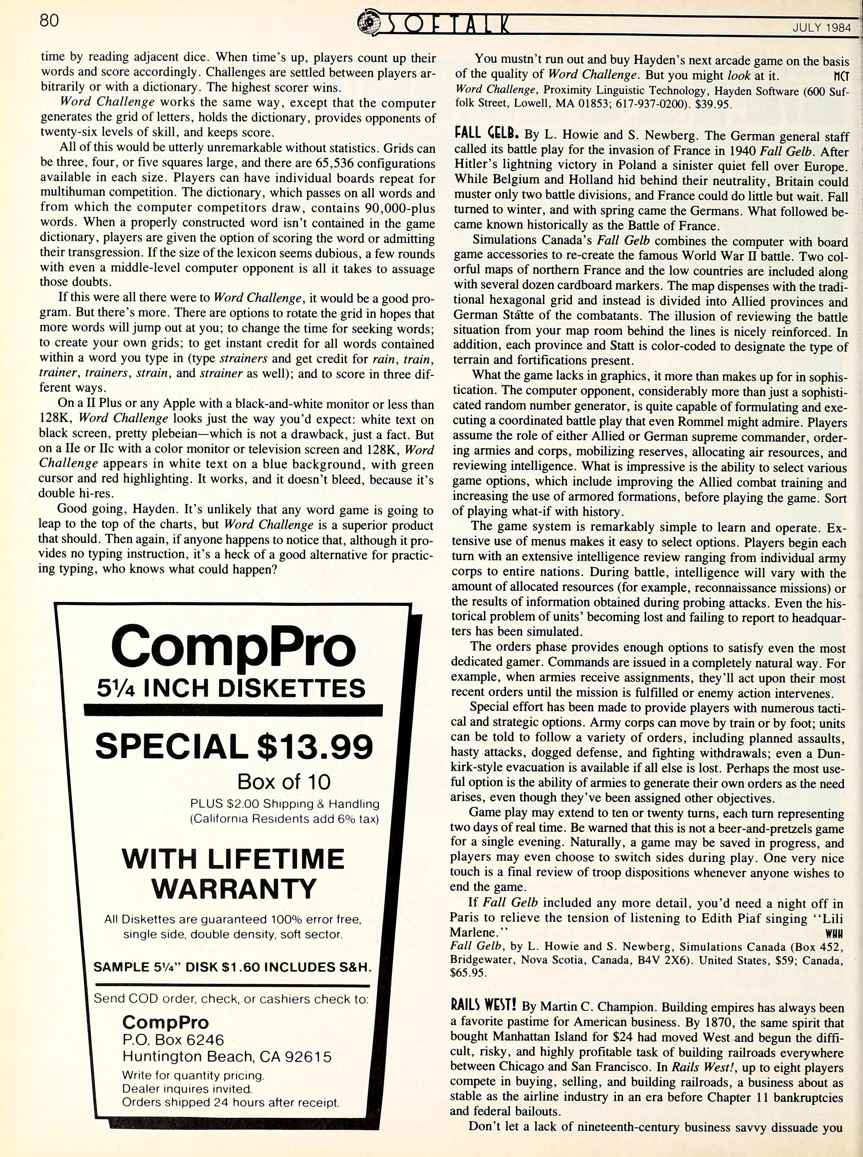 80
SOFTALK
JULY 1984
time by reading adjacent dice. When time's up, players count up their
words and score accordingly. Challenges are settled between players ar-
bitrarily or with a dictionary. The highest scorer wins.
Word Challenge works the same way, except that the computer
generates the grid of letters, holds the dictionary, provides opponents of
twenty-six levels of skill, and keeps score.
All of this would be utterly unremarkable without statistics. Grids can
be three, four, or five squares large, and there are 65,536 configurations
available in each size. Players can have individual boards repeat for
multihuman competition. The dictionary, which passes on all words and
from which the computer competitors draw, contains 90,000-plus
words. When a properly constructed word isn't contained in the game
dictionary, players are given the option of scoring the word or admitting
their transgression. If the size of the lexicon seems dubious, a few rounds
with even a middle-level computer opponent is all it takes to assuage
those doubts.
If this were all there were to Word Challenge, it would be a good pro-
gram. But there's more. There are options to rotate the grid in hopes that
more words will jump out at you; to change the time for seeking words;
to create your own grids; to get instant credit for all words contained
within a word you type in (type strainers and get credit for rain, train,
trainer, trainers, strain, and strainer as well); and to score in three dif-
ferent ways.
On a II Plus or any Apple with a black-and-white monitor or less than
128K, Word Challenge looks just the way you'd expect: white text on
black screen, pretty plebeian—which is not a drawback, just a fact. But
on a IIe or IIc with a color monitor or television screen and 128K, Word
Challenge appears in white text on a blue background, with green
cursor and red highlighting. It works, and it doesn't bleed, because it's
double hi-res.
Good going, Hayden. It's unlikely that any word game is going to
leap to the top of the charts, but Word Challenge is a superior product
that should. Then again, if anyone happens to notice that, although it pro-
vides no typing instruction, it's a heck of a good alternative for practic-
ing typing, who knows what could happen?
CompPro
5¼ INCH DISKETTES
SPECIAL $13.99
Box of 10
PLUS $2.00 Shipping & Handling
(California Residents add 6% tax)
WITH LIFETIME
WARRANTY
All Diskettes are guaranteed 100% error free,
single side, double density, soft sector.
SAMPLE 5¼" DISK $1.60 INCLUDES S&H.
Send COD order, check, or cashiers check to:
CompPro
P.O. Box 6246
Huntington Beach, CA 92615
Write for quantity pricing.
Dealer inquires invited.
Orders shipped 24 hours after receipt.
You mustn't run out and buy Hayden's next arcade game on the basis
of the quality of Word Challenge. But you might look at it. MCT
Word Challenge, Proximity Linguistic Technology, Hayden Software (600 Suf-
folk Street, Lowell, MA 01853; 617-937-0200). $39.95.
FALL GELB. By L. Howie and S. Newberg. The German general staff
called its battle play for the invasion of France in 1940 Fall Gelb. After
Hitler's lightning victory in Poland a sinister quiet fell over Europe.
While Belgium and Holland hid behind their neutrality, Britain could
muster only two battle divisions, and France could do little but wait. Fall
turned to winter, and with spring came the Germans. What followed be-
came known historically as the Battle of France.
Simulations Canada's Fall Gelb combines the computer with board
game accessories to re-create the famous World War II battle. Two col-
orful maps of northern France and the low countries are included along
with several dozen cardboard markers. The map dispenses with the tradi-
tional hexagonal grid and instead is divided into Allied provinces and
German Stätte of the combatants. The illusion of reviewing the battle
situation from your map room behind the lines is nicely reinforced. In
addition, each province and Statt is color-coded to designate the type of
terrain and fortifications present.
What the game lacks in graphics, it more than makes up for in sophis-
tication. The computer opponent, considerably more than just a sophisti-
cated random number generator, is quite capable of formulating and exe-
cuting a coordinated battle play that even Rommel might admire. Players
assume the role of either Allied or German supreme commander, order-
ing armies and corps, mobilizing reserves, allocating air resources, and
reviewing intelligence. What is impressive is the ability to select various
game options, which include improving the Allied combat training and
increasing the use of armored formations, before playing the game. Sort
of playing what-if with history.
The game system is remarkably simple to learn and operate. Ex-
tensive use of menus makes it easy to select options. Players begin each
turn with an extensive intelligence review ranging from individual army
corps to entire nations. During battle, intelligence will vary with the
amount of allocated resources (for example, reconnaissance missions) or
the results of information obtained during probing attacks. Even the his-
torical problem of units' becoming lost and failing to report to headquar-
ters has been simulated.
The orders phase provides enough options to satisfy even the most
dedicated gamer. Commands are issued in a completely natural way. For
example, when armies receive assignments, they'll act upon their most
recent orders until the mission is fulfilled or enemy action intervenes.
Special effort has been made to provide players with numerous tacti-
cal and strategic options. Army corps can move by train or by foot; units
can be told to follow a variety of orders, including planned assaults,
hasty attacks, dogged defense, and fighting withdrawals; even a Dun-
kirk-style evacuation is available if all else is lost. Perhaps the most use-
ful option is the ability of armies to generate their own orders as the need
arises, even though they've been assigned other objectives.
Game play may extend to ten or twenty turns, each turn representing
two days of real time. Be warned that this is not a beer-and-pretzels game
for a single evening. Naturally, a game may be saved in progress, and
players may even choose to switch sides during play. One very nice
touch is a final review of troop dispositions whenever anyone wishes to
end the game.
If Fall Gelb included any more detail, you'd need a night off in
Paris to relieve the tension of listening to Edith Piaf singing "Lili
Marlene." WHH
Fall Gelb, by L. Howie and S. Newberg, Simulations Canada (Box 452,
Bridgewater, Nova Scotia, Canada, B4V 2X6). United States, $59; Canada,
$65.95.
RAILS WEST! By Martin C. Champion. Building empires has always been
a favorite pastime for American business. By 1870, the same spirit that
bought Manhattan Island for $24 had moved West and begun the diffi-
cult, risky, and highly profitable task of building railroads everywhere
between Chicago and San Francisco. In Rails West!, up to eight players
compete in buying, selling, and building railroads, a business about as
stable as the airline industry in an era before Chapter 11 bankruptcies
and federal bailouts.
Don't let a lack of nineteenth-century business savvy dissuade you